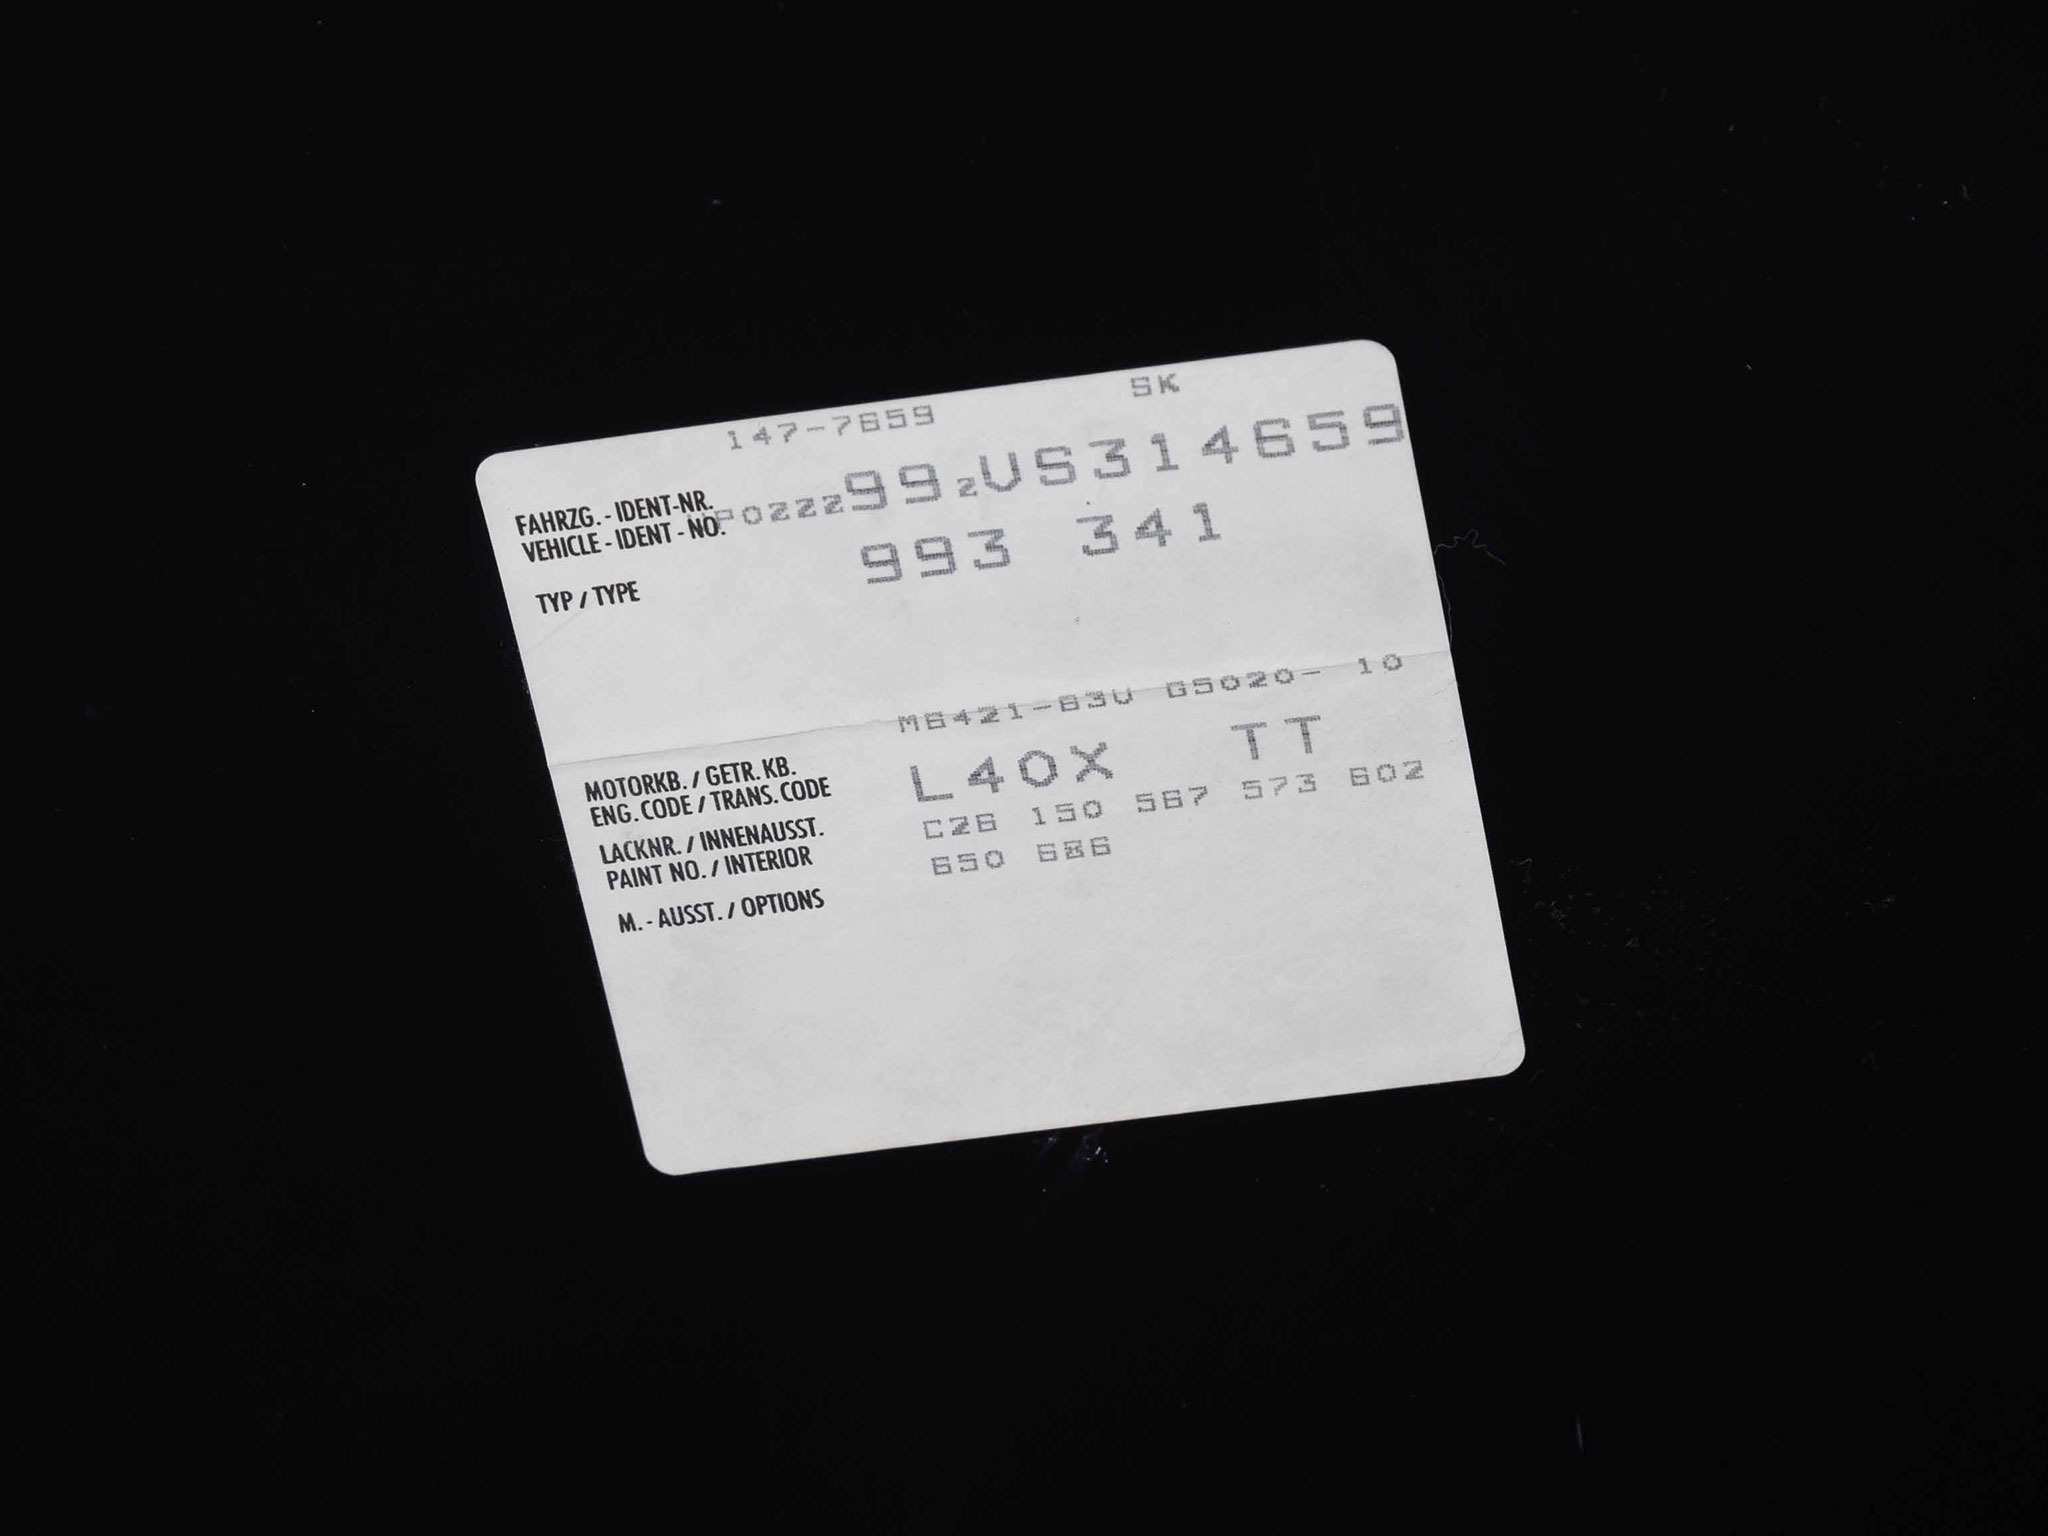 SK
147-7659
FAHRZG.-IDENT-NR.
VEHICLE-IDENT-NO. WP0ZZZ99ZVS314659
TYP / TYPE 993 341
M6421-63V G5020- 10
MOTORKB. / GETR. KB.
ENG. CODE / TRANS. CODE
L40X TT
LACKNR. / INNENAUSST.
PAINT NO. / INTERIOR
C26 150 567 573 602
650 686
M.-AUSST. / OPTIONS